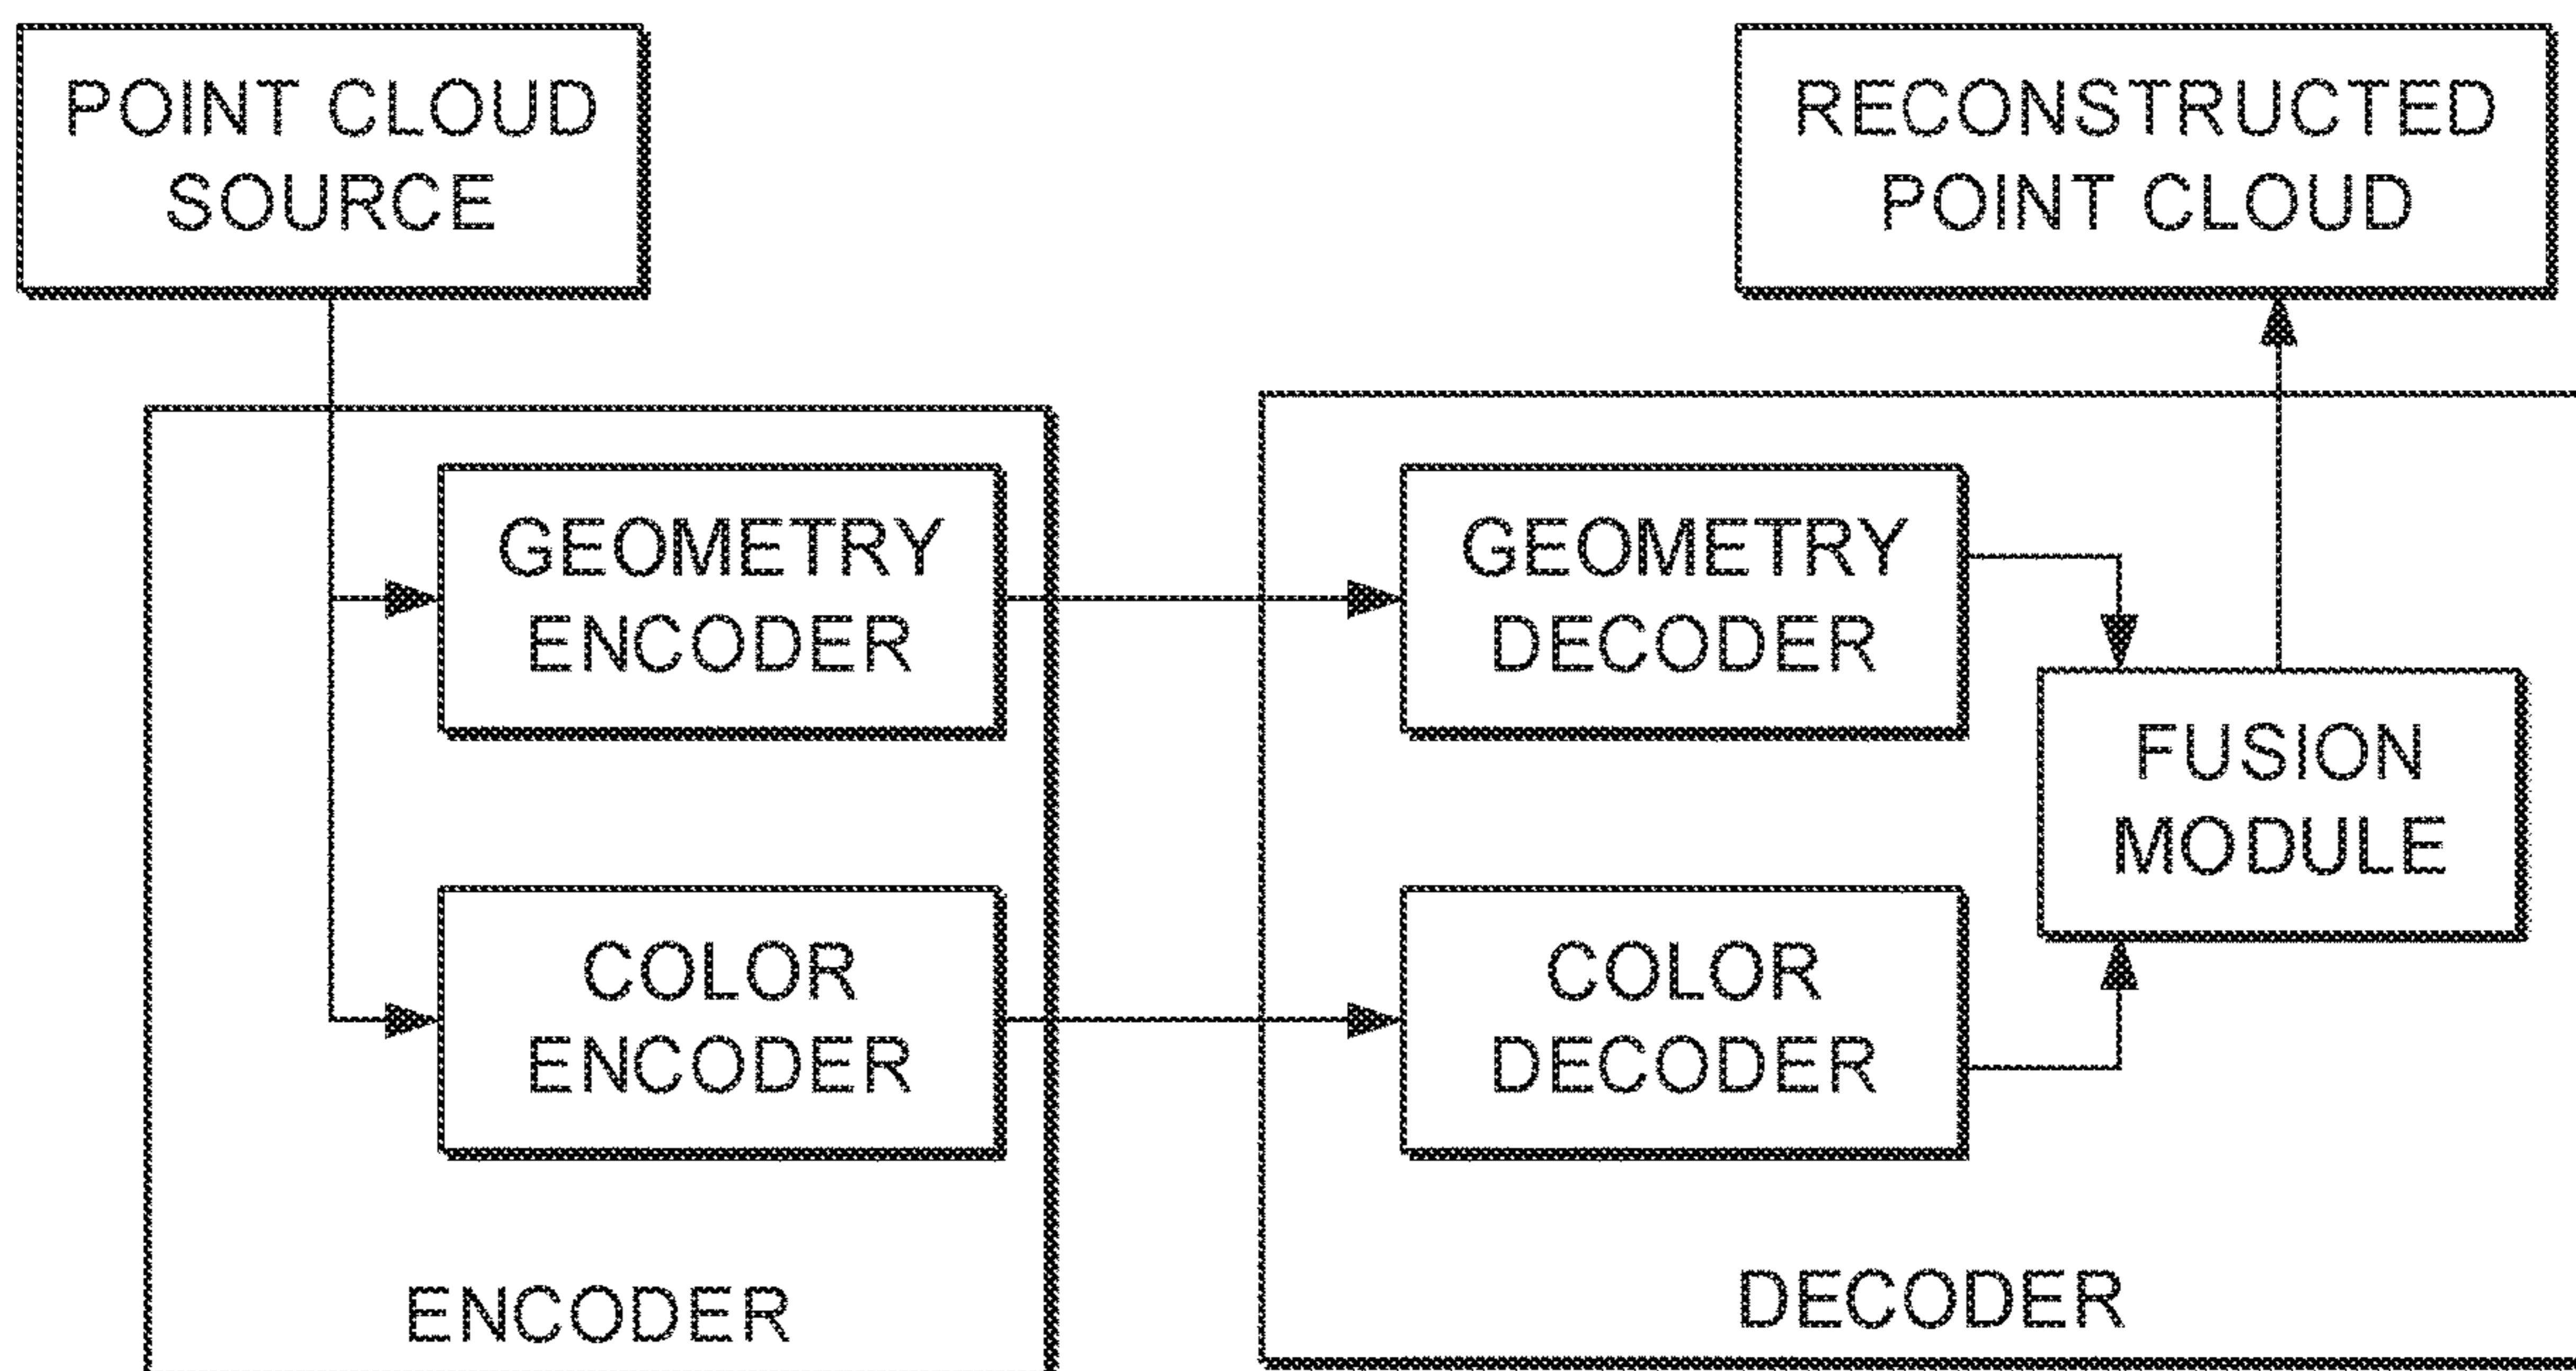 POINT CLOUD
SOURCE
RECONSTRUCTED
POINT CLOUD
GEOMETRY
ENCODER
GEOMETRY
DECODER
FUSION
MODULE
COLOR
ENCODER
COLOR
DECODER
ENCODER
DECODER